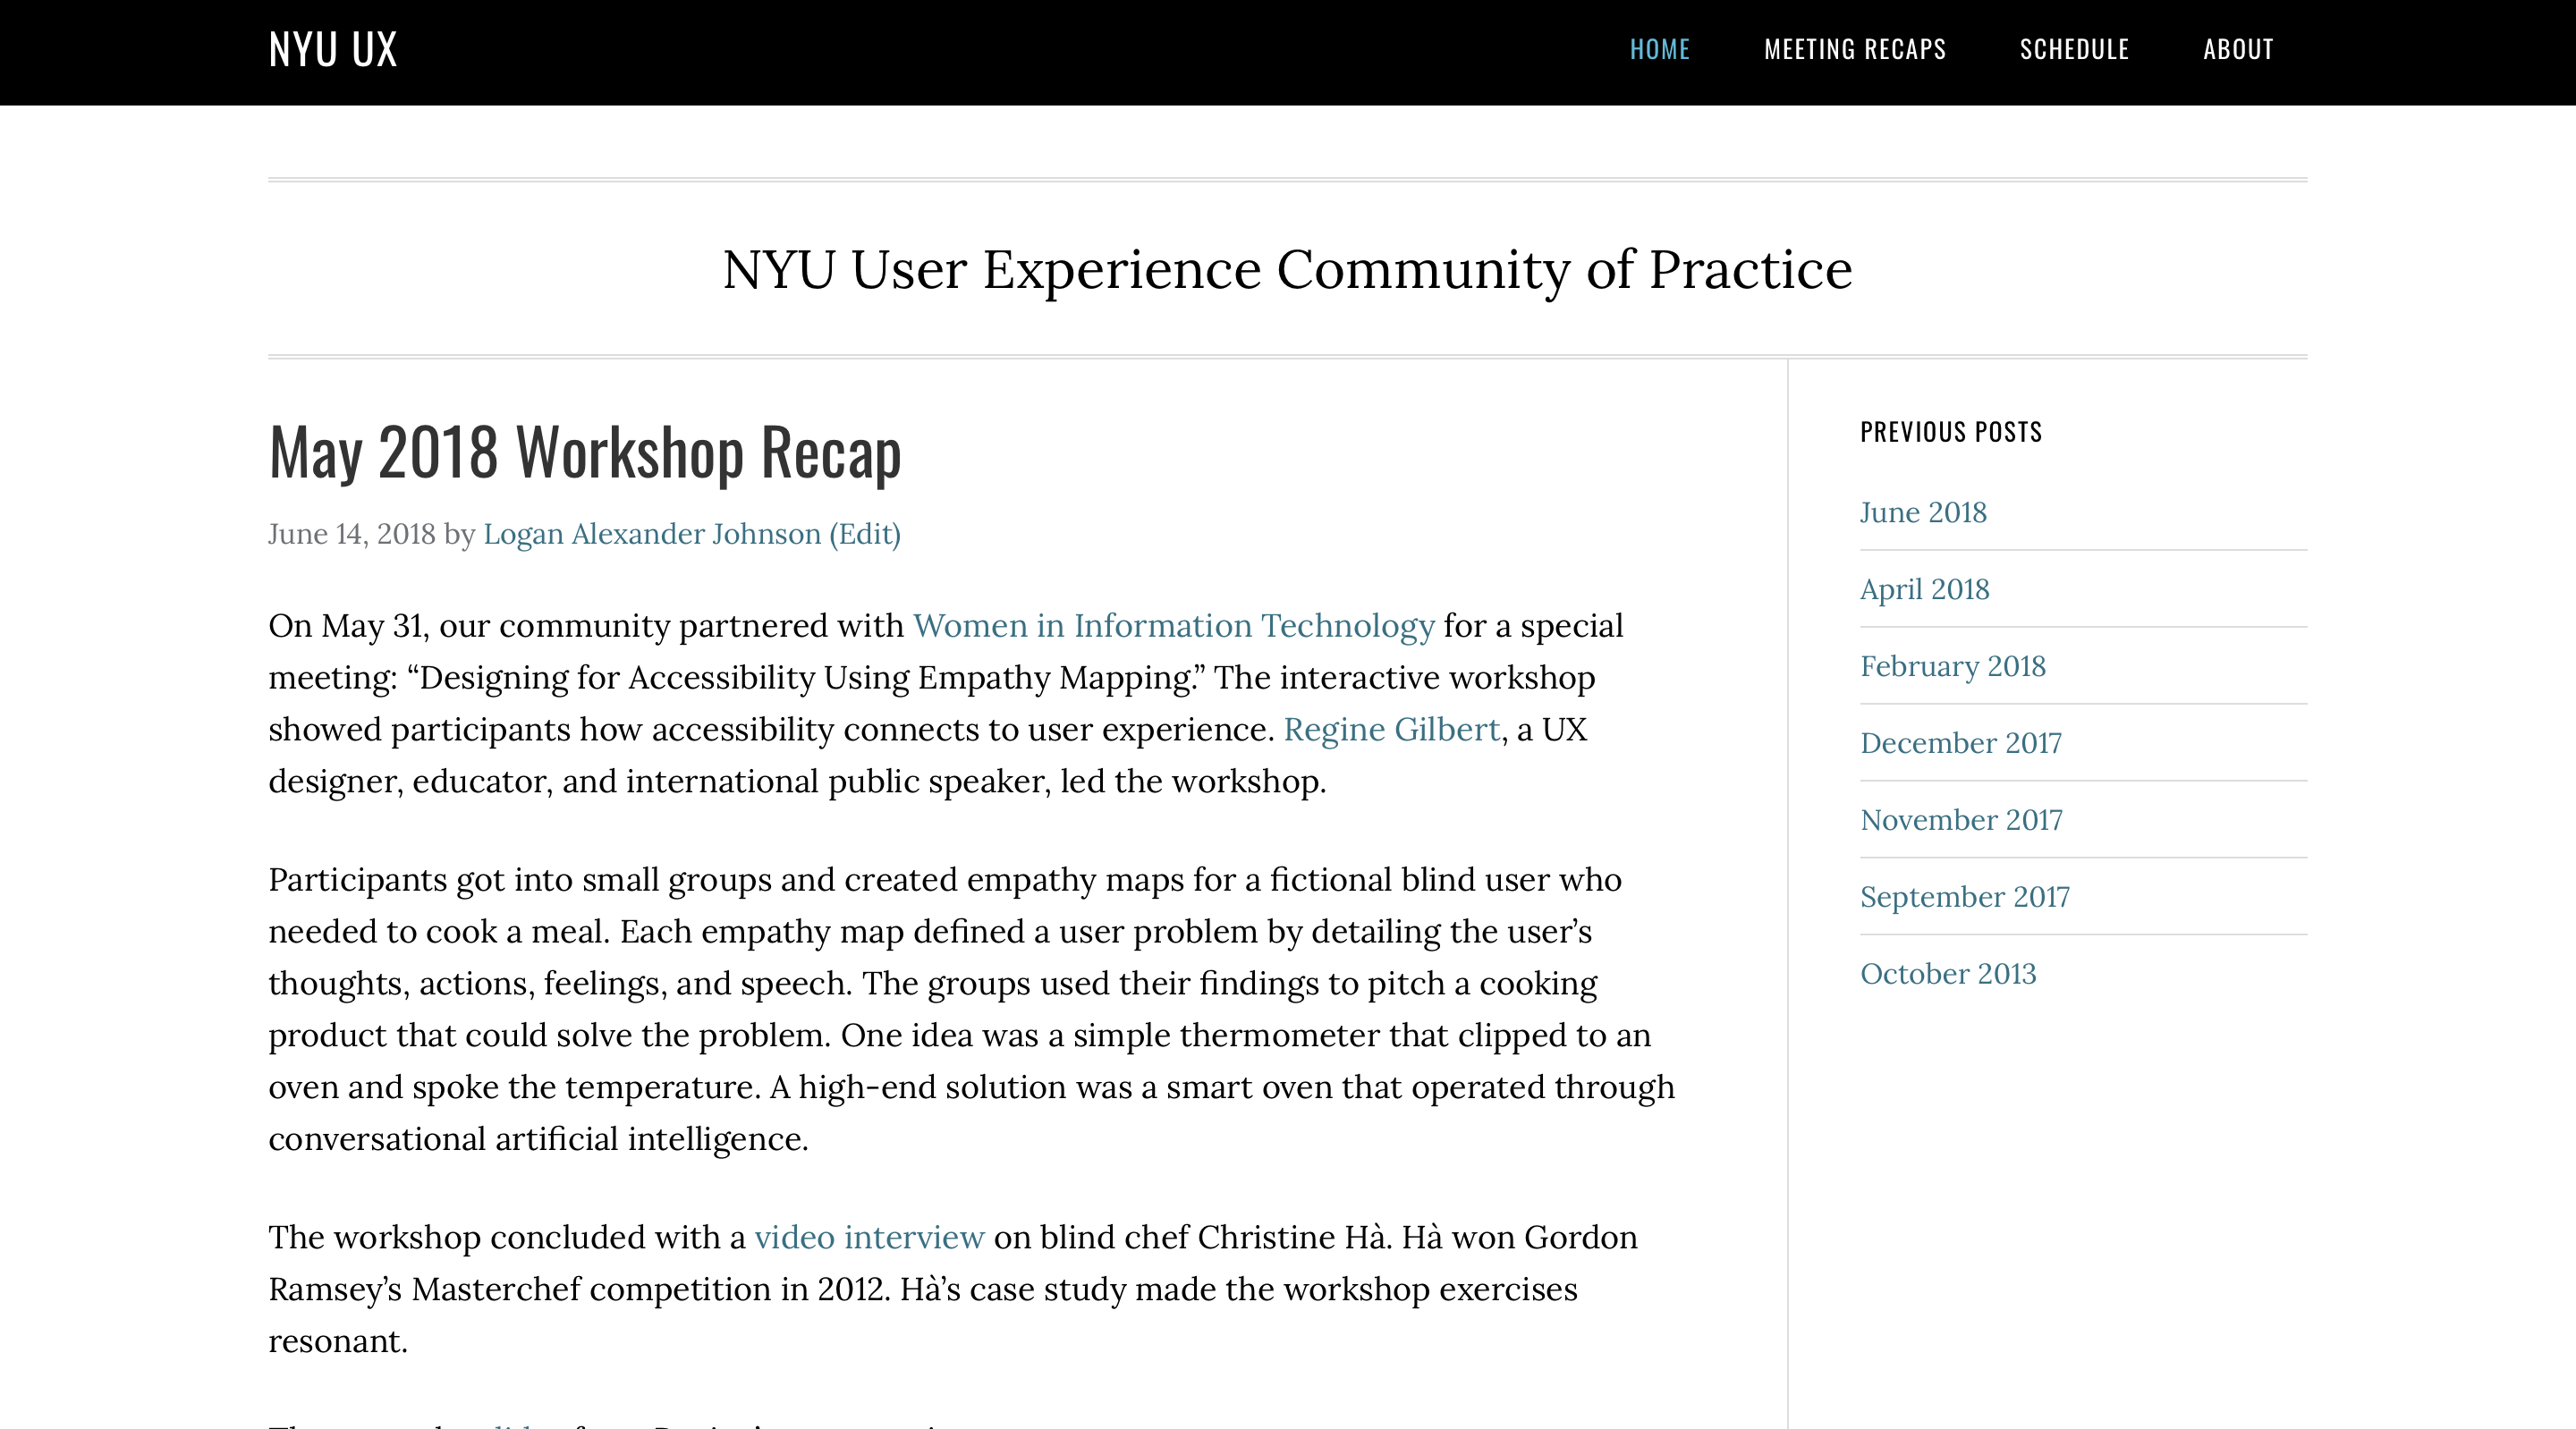 NYU UX
HOME MEETING RECAPS SCHEDULE ABOUT
NYU User Experience Community of Practice
May 2018 Workshop Recap
June 14, 2018 by Logan Alexander Johnson (Edit)
On May 31, our community partnered with Women in Information Technology for a special
meeting: “Designing for Accessibility Using Empathy Mapping.” The interactive workshop
showed participants how accessibility connects to user experience. Regine Gilbert, a UX
designer, educator, and international public speaker, led the workshop.
Participants got into small groups and created empathy maps for a fictional blind user who
needed to cook a meal. Each empathy map defined a user problem by detailing the user’s
thoughts, actions, feelings, and speech. The groups used their findings to pitch a cooking
product that could solve the problem. One idea was a simple thermometer that clipped to an
oven and spoke the temperature. A high-end solution was a smart oven that operated through
conversational artificial intelligence.
The workshop concluded with a video interview on blind chef Christine Hà. Hà won Gordon
Ramsey’s Masterchef competition in 2012. Hà’s case study made the workshop exercises
resonant.
PREVIOUS POSTS
June 2018
April 2018
February 2018
December 2017
November 2017
September 2017
October 2013